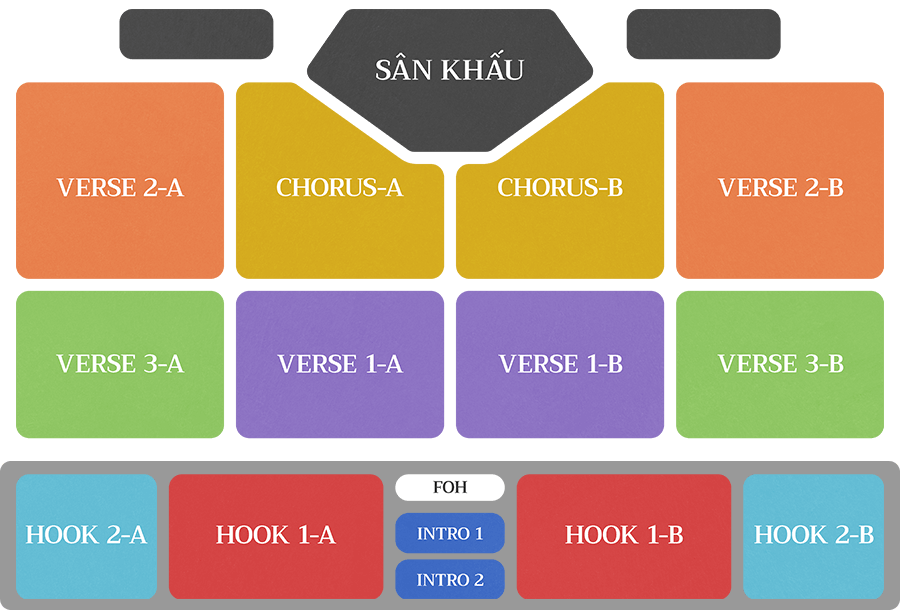 SÂN KHẤU
VERSE 2-A
CHORUS-A
CHORUS-B
VERSE 2-B
VERSE 3-A
VERSE 1-A
VERSE 1-B
VERSE 3-B
FOH
HOOK 2-A
HOOK 1-A
INTRO 1
HOOK 1-B
HOOK 2-B
INTRO 2